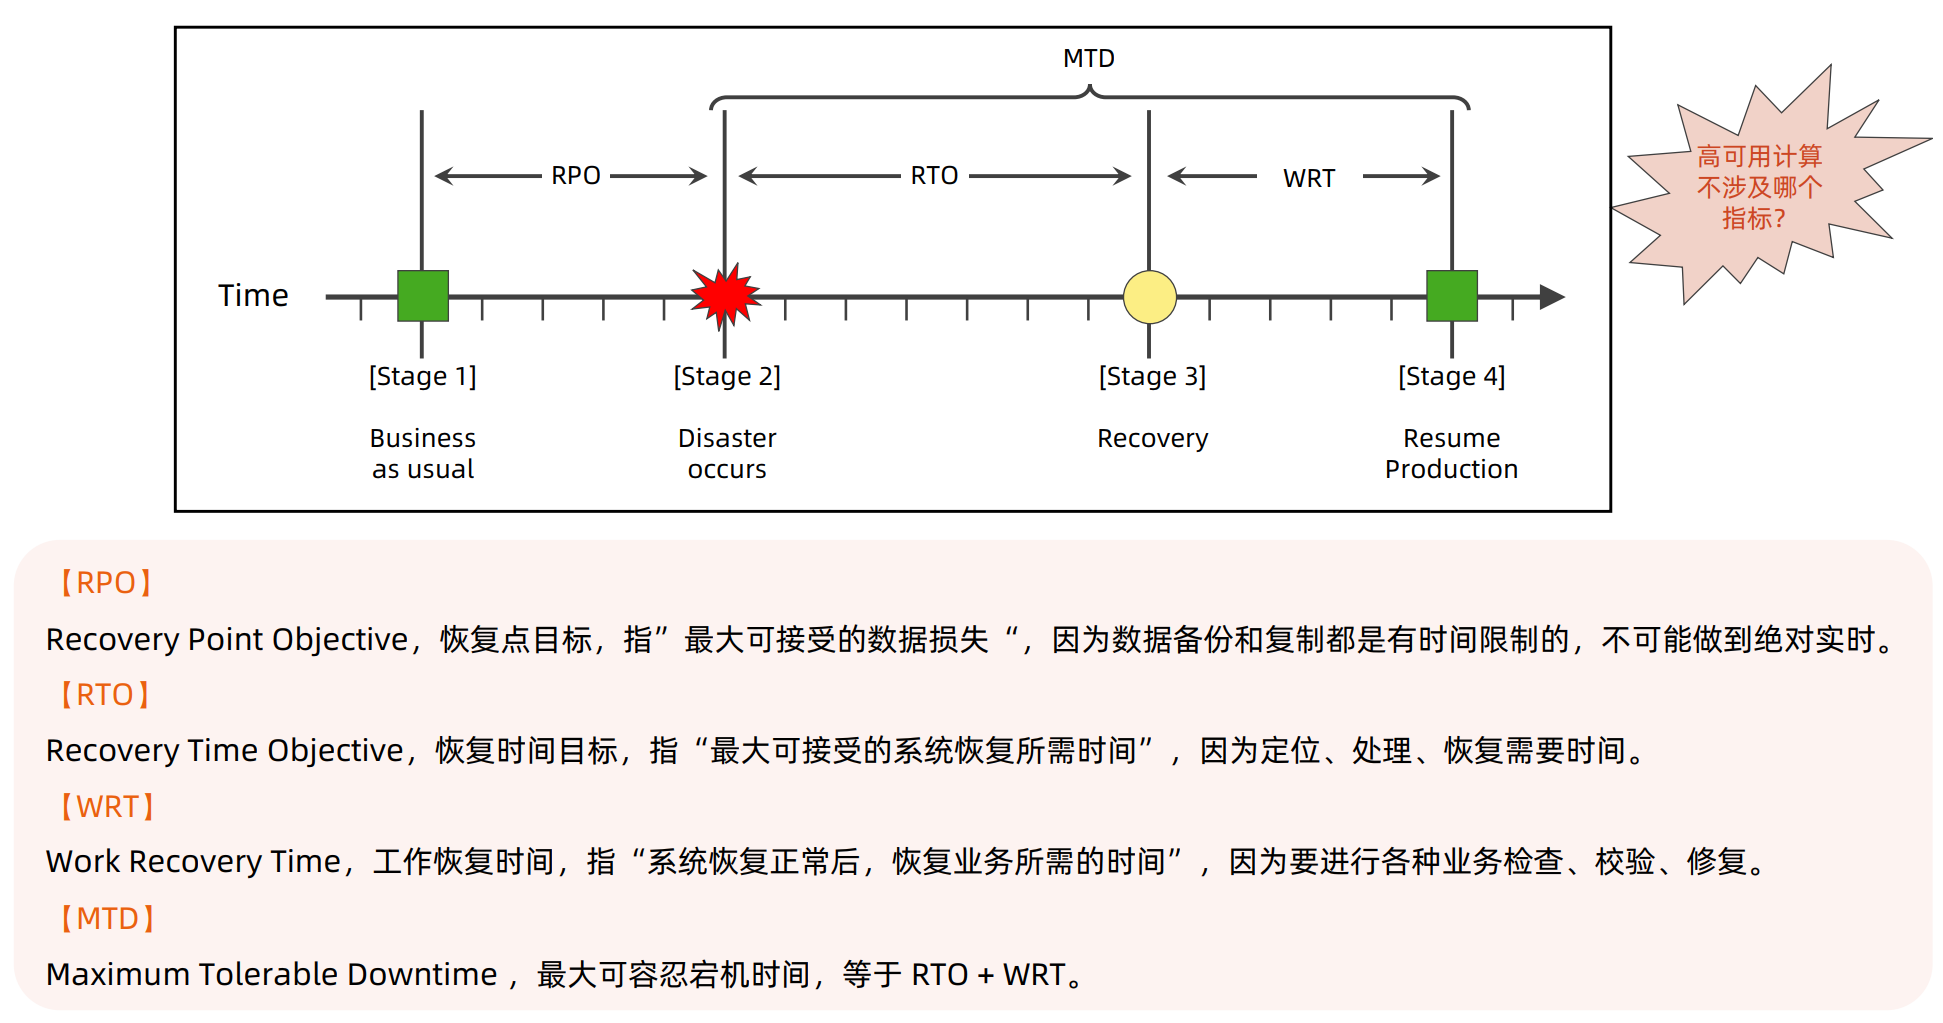 MTD
RPO
RTO
WRT
高可用计算
不涉及哪个
指标？
Time
[Stage 1]
[Stage 2]
[Stage 3]
[Stage 4]
Business
as usual
Disaster
occurs
Recovery
Resume
Production
【RPO】
Recovery Point Objective，恢复点目标，指”最大可接受的数据损失“，因为数据备份和复制都是有时间限制的，不可能做到绝对实时。
【RTO】
Recovery Time Objective，恢复时间目标，指“最大可接受的系统恢复所需时间”，因为定位、处理、恢复需要时间。
【WRT】
Work Recovery Time，工作恢复时间，指“系统恢复正常后，恢复业务所需的时间”，因为要进行各种业务检查、校验、修复。
【MTD】
Maximum Tolerable Downtime ，最大可容忍宕机时间，等于 RTO + WRT。